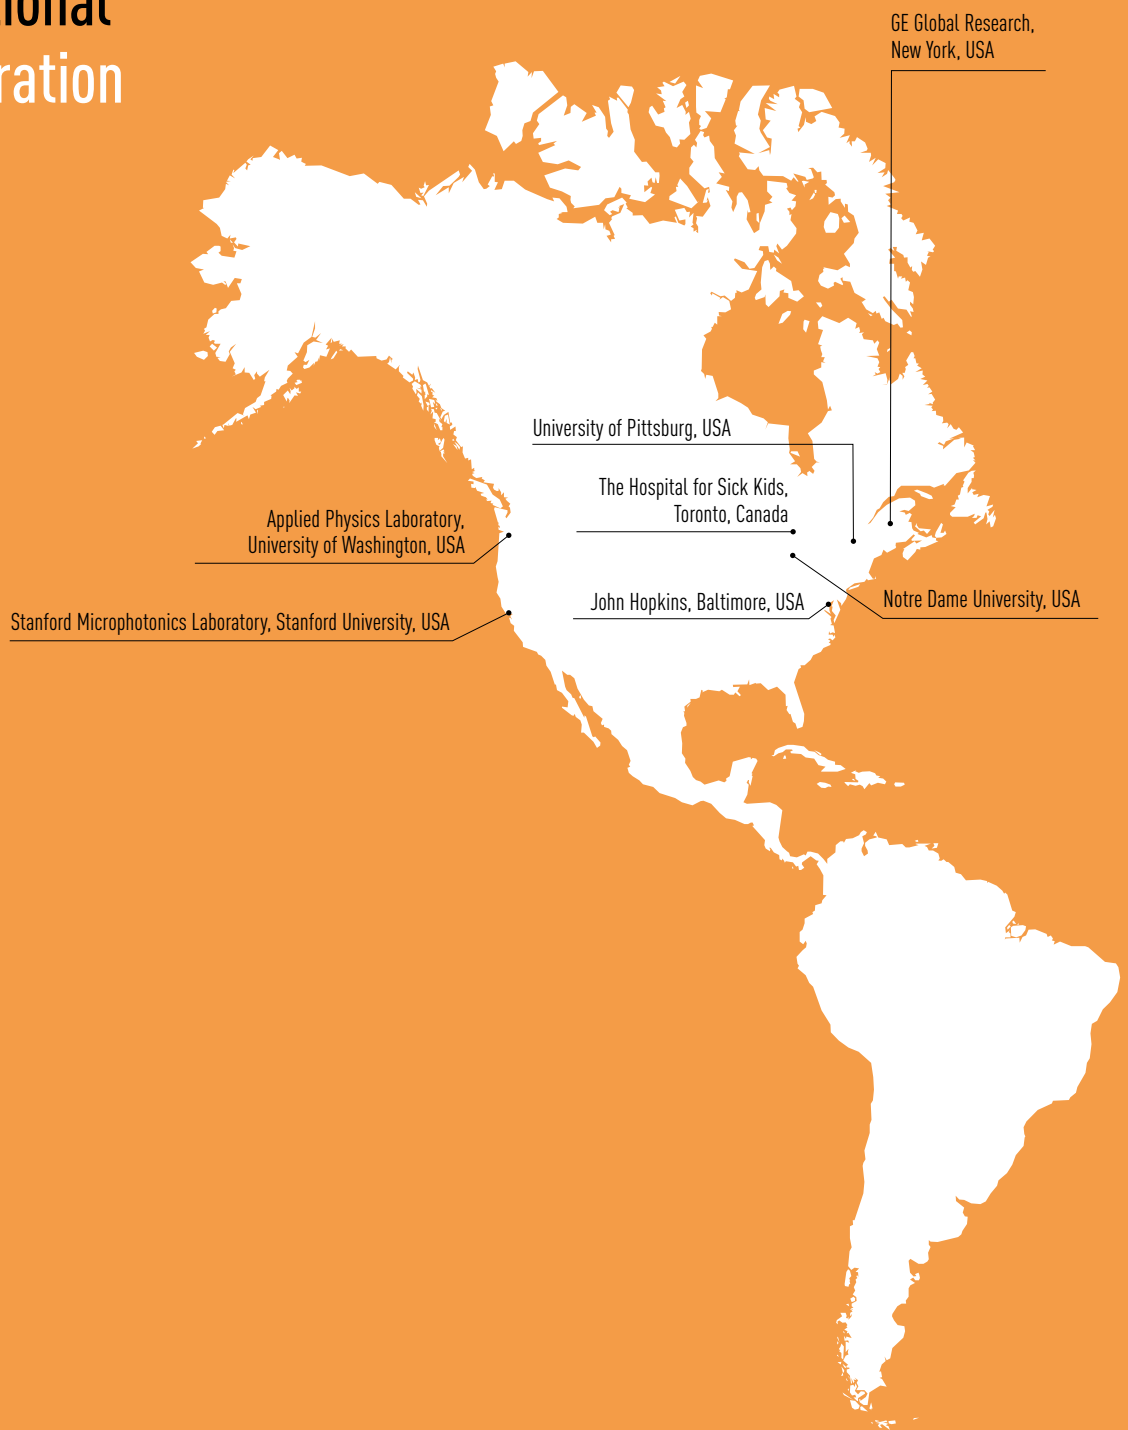 tional
ration
GE Global Research,
New York, USA
University of Pittsburg, USA
The Hospital for Sick Kids,
Toronto, Canada
Applied Physics Laboratory,
University of Washington, USA
John Hopkins, Baltimore, USA
Notre Dame University, USA
Stanford Microphotonics Laboratory, Stanford University, USA